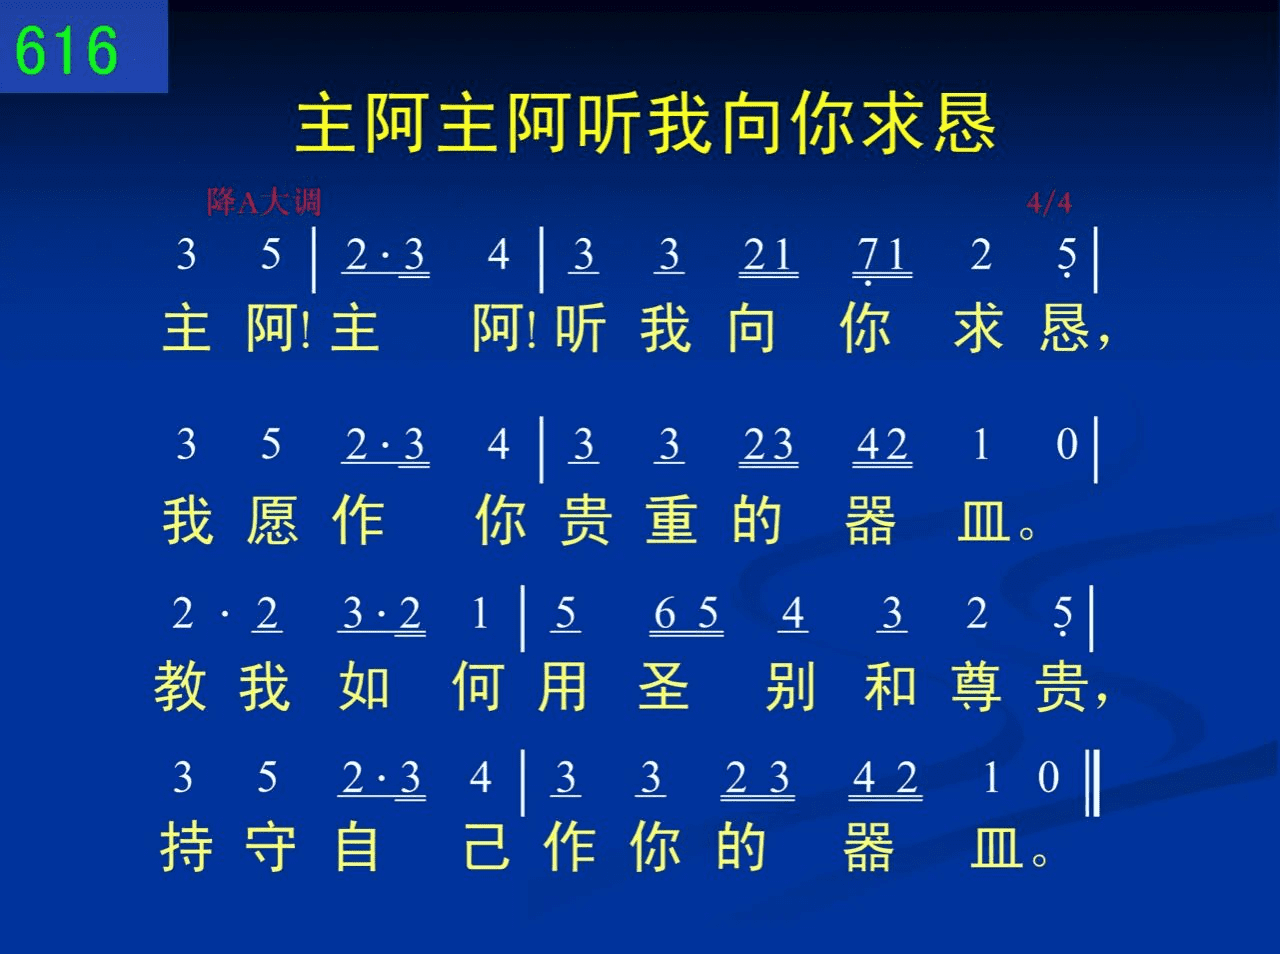 616
主阿主阿听我向你求恳
降A大调 4/4
3 5 | 2·3 4 | 3 3 21 71 2 5 |
主 阿! 主 阿! 听 我 向 你 求 恳,
3 5 2·3 4 | 3 3 23 42 1 0 |
我 愿 作 你 贵 重 的 器 皿。
2 · 2 3·2 1 | 5 6 5 4 3 2 5 |
教 我 如 何 用 圣 别 和 尊 贵,
3 5 2·3 4 | 3 3 2 3 4 2 1 0 ‖
持 守 自 己 作 你 的 器 皿。